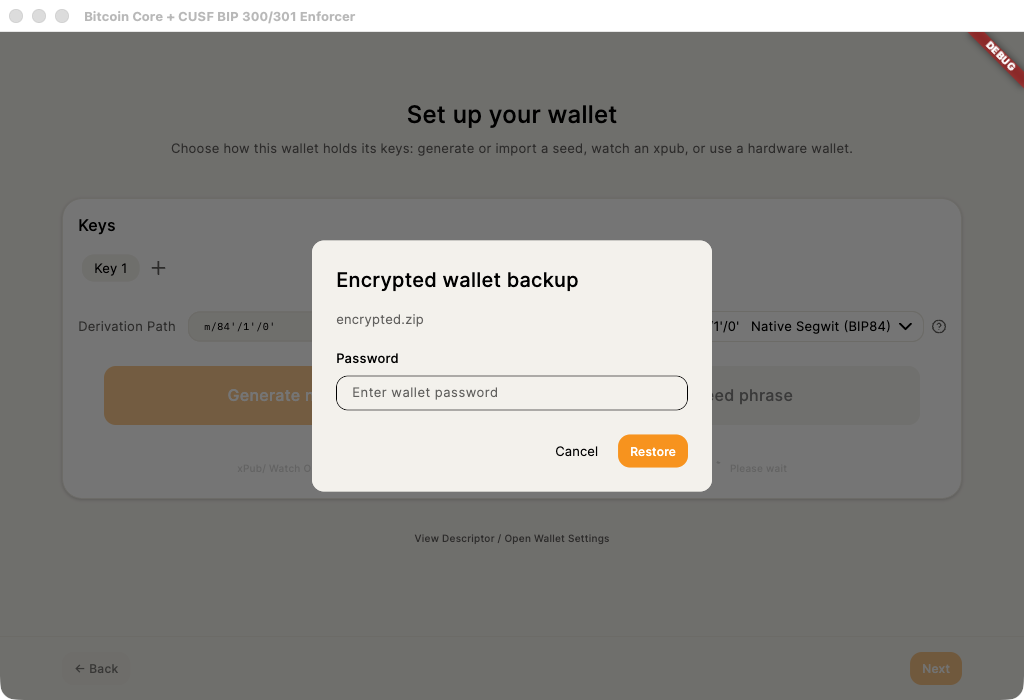 Bitcoin Core + CUSF BIP 300/301 Enforcer
DEBUG
Set up your wallet
Choose how this wallet holds its keys: generate or import a seed, watch an xpub, or use a hardware wallet.
Keys
Key 1
Encrypted wallet backup
encrypted.zip
Derivation Path
m/84'/1'/0'
/1'/0' Native Segwit (BIP84)
Password
Enter wallet password
Generate
phrase
Cancel
Restore
xPub/ Watch
Please wait
View Descriptor / Open Wallet Settings
← Back
Next